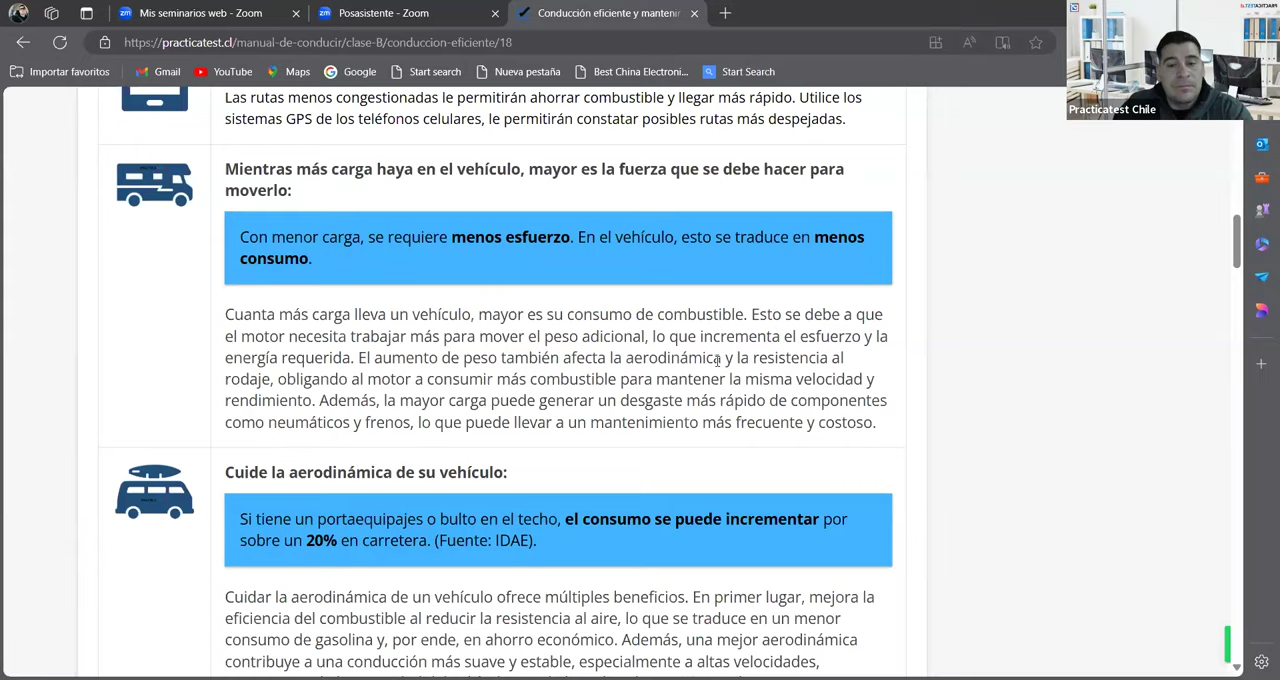 Mis seminarios web - Zoom
Posasistente - Zoom
Conducción eficiente y manteni
https://practicatest.cl/manual-de-conducir/clase-B/conduccion-eficiente/18
Importar favoritos
Gmail
YouTube
Maps
Google
Start search
Nueva pestaña
Best China Electroni...
Start Search
Practicatest Chile
Las rutas menos congestionadas le permitirán ahorrar combustible y llegar más rápido. Utilice los
sistemas GPS de los teléfonos celulares, le permitirán constatar posibles rutas más despejadas.
Mientras más carga haya en el vehículo, mayor es la fuerza que se debe hacer para
moverlo:
Con menor carga, se requiere menos esfuerzo. En el vehículo, esto se traduce en menos
consumo.
Cuanta más carga lleva un vehículo, mayor es su consumo de combustible. Esto se debe a que
el motor necesita trabajar más para mover el peso adicional, lo que incrementa el esfuerzo y la
energía requerida. El aumento de peso también afecta la aerodinámica y la resistencia al
rodaje, obligando al motor a consumir más combustible para mantener la misma velocidad y
rendimiento. Además, la mayor carga puede generar un desgaste más rápido de componentes
como neumáticos y frenos, lo que puede llevar a un mantenimiento más frecuente y costoso.
Cuide la aerodinámica de su vehículo:
Si tiene un portaequipajes o bulto en el techo, el consumo se puede incrementar por
sobre un 20% en carretera. (Fuente: IDAE).
Cuidar la aerodinámica de un vehículo ofrece múltiples beneficios. En primer lugar, mejora la
eficiencia del combustible al reducir la resistencia al aire, lo que se traduce en un menor
consumo de gasolina y, por ende, en ahorro económico. Además, una mejor aerodinámica
contribuye a una conducción más suave y estable, especialmente a altas velocidades,